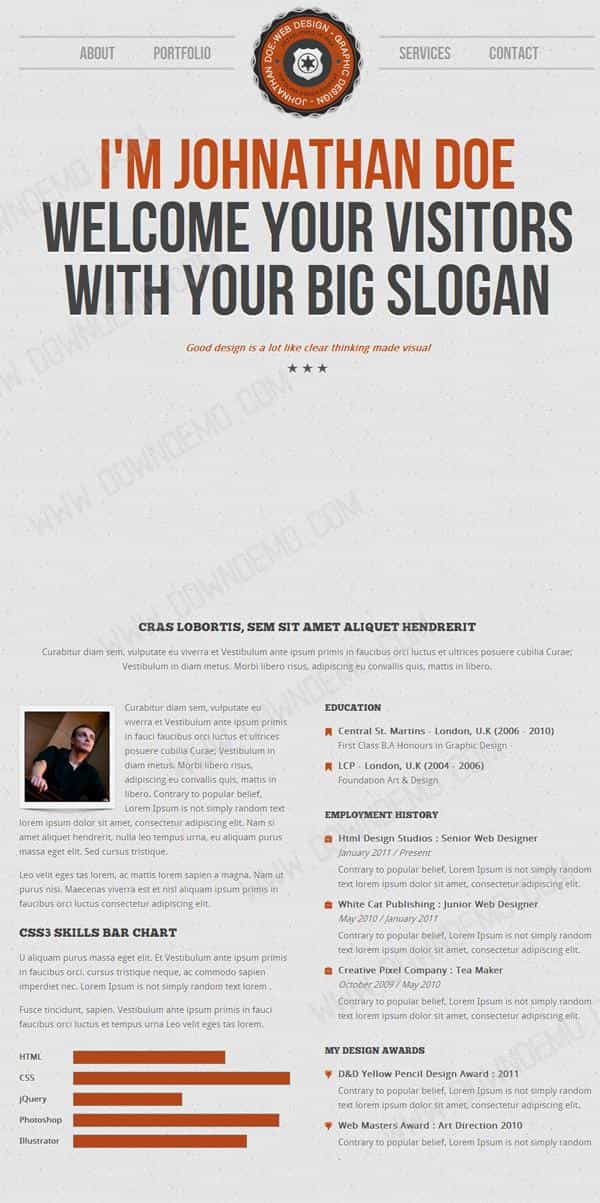 ABOUT
PORTFOLIO
JOHNATHAN DOE-WEB DESIGN - GRAPHIC DESIGN -
SERVICES
CONTACT
I'M JOHNATHAN DOE
WELCOME YOUR VISITORS
WITH YOUR BIG SLOGAN
Good design is a lot like clear thinking made visual
CRAS LOBORTIS, SEM SIT AMET ALIQUET HENDRERIT
Curabitur diam sem, vulputate eu viverra et Vestibulum ante ipsum primis in faucibus orci luctus et ultrices posuere cubilia Curae;
Vestibulum in diam metus. Morbi libero risus, adipiscing eu convallis quis, mattis in libero.
Curabitur diam sem, vulputate eu
viverra et Vestibulum ante ipsum primis
in fauci faucibus orci luctus et ultrices
posuere cubilia Curae; Vestibulum in
diam metus. Morbi libero risus,
adipiscing eu convallis quis, mattis in
libero. Contrary to popular belief,
Lorem Ipsum is not simply random text
lorem ipsum dolor sit amet, consectetur adipiscing elit. Nam si
amet aliquet hendrerit, nulla leo tempus urna, eu aliquam purus
massa eget elit. Sed cursus tristique.
Leo velit eges tas lorem, ac mattis lorem sapien a magna. Nam ut
purus nisi. Maecenas viverra est et nisl aliquam ipsum primis in
faucibus orci luctus. Lorem ipsum dolor sit amet, consectetur
adipiscing elit.
CSS3 SKILLS BAR CHART
U aliquam purus massa eget elit. Et Vestibulum ante ipsum primis
in faucibus orci. cursus tristique neque, ac commodo sapien
imperdiet nec. Lorem Ipsum is not simply random text lorem .
Fusce tincidunt, sapien. Vestibulum ante ipsum primis in fauci
faucibus orci luctus et tempus urna Leo velit eges tas lorem.
HTML
CSS
jQuery
Photoshop
Illustrator
EDUCATION
Central St. Martins - London, U.K (2006 - 2010)
First Class B.A Honours in Graphic Design
LCP - London, U.K (2004 - 2006)
Foundation Art & Design
EMPLOYMENT HISTORY
Html Design Studios : Senior Web Designer
January 2011 / Present
Contrary to popular belief, Lorem Ipsum is not simply random
text lorem ipsum dolor sit amet, consectetur adipiscing elit.
White Cat Publishing : Junior Web Designer
May 2010 / January 2011
Contrary to popular belief, Lorem Ipsum is not simply random
text lorem ipsum dolor sit amet, consectetur adipiscing elit.
Creative Pixel Company : Tea Maker
October 2009 / May 2010
Contrary to popular belief, Lorem Ipsum is not simply random
text lorem ipsum dolor sit amet, consectetur adipiscing elit.
MY DESIGN AWARDS
D&D Yellow Pencil Design Award : 2011
Contrary to popular belief, Lorem Ipsum is not simply random
text lorem ipsum dolor sit amet, consectetur adipiscing elit.
Web Masters Award : Art Direction 2010
Contrary to popular belief, Lorem Ipsum is not simply random
WWW.DOWNDEMO.COM